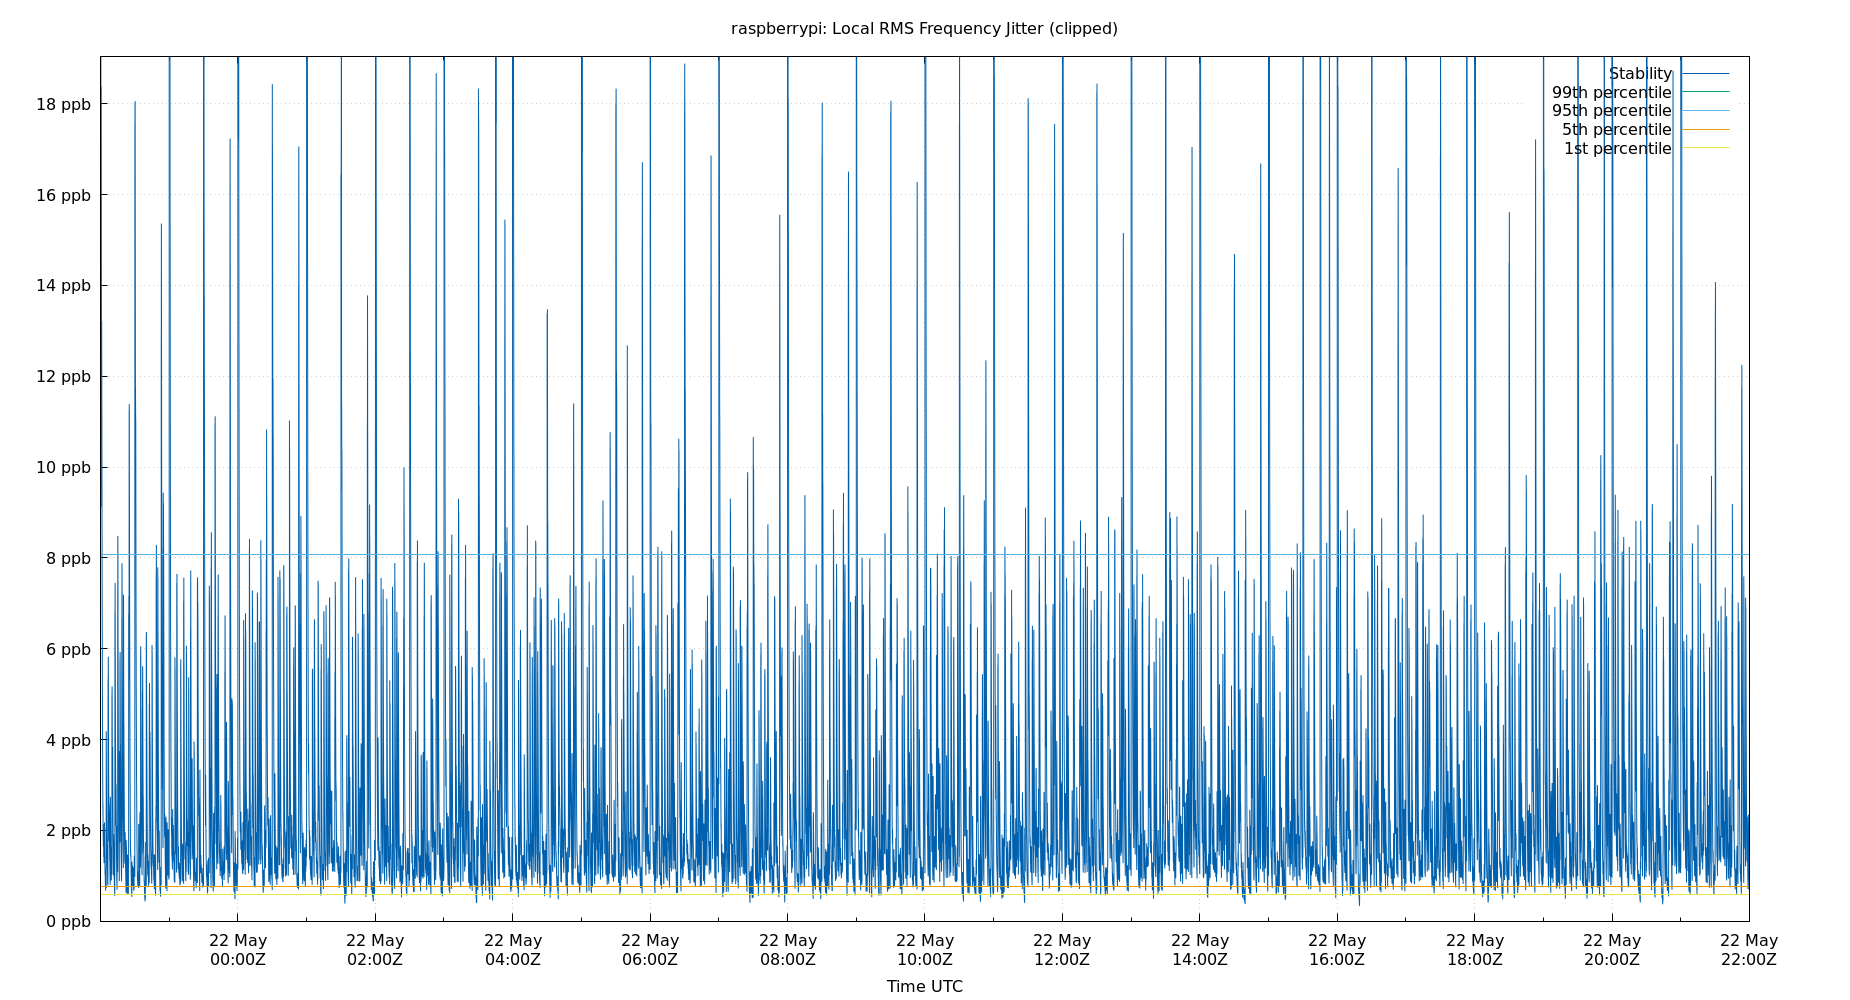 raspberrypi: Local RMS Frequency Jitter (clipped)
Stability
99th percentile
95th percentile
5th percentile
1st percentile
18 ppb
16 ppb
14 ppb
12 ppb
10 ppb
8 ppb
6 ppb
4 ppb
2 ppb
0 ppb
22 May 22 May 22 May 22 May 22 May 22 May 22 May 22 May 22 May 22 May 22 May 22 May
00:00Z 02:00Z 04:00Z 06:00Z 08:00Z 10:00Z 12:00Z 14:00Z 16:00Z 18:00Z 20:00Z 22:00Z
Time UTC